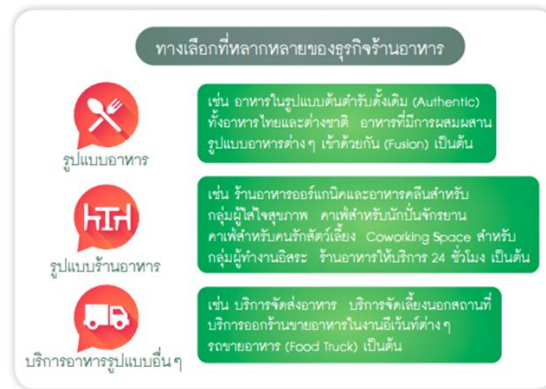 ทางเลือกที่หลากหลายของธุรกิจร้านอาหาร
เช่น อาหารในรูปแบบต้นตำรับดั้งเดิม (Authentic)
ทั้งอาหารไทยและต่างชาติ อาหารที่มีการผสมผสาน
รูปแบบอาหารต่างๆ เข้าด้วยกัน (Fusion) เป็นต้น
รูปแบบอาหาร
เช่น ร้านอาหารออร์แกนิคและอาหารคลีนสำหรับ
กลุ่มผู้ใส่ใจสุขภาพ คาเฟ่สำหรับนักปั่นจักรยาน
คาเฟ่สำหรับคนรักสัตว์เลี้ยง Coworking Space สำหรับ
กลุ่มผู้ทำงานอิสระ ร้านอาหารให้บริการ 24 ชั่วโมง เป็นต้น
รูปแบบร้านอาหาร
เช่น บริการจัดส่งอาหาร บริการจัดเลี้ยงนอกสถานที่
บริการออกร้านขายอาหารในงานอีเว้นท์ต่างๆ
รถขายอาหาร (Food Truck) เป็นต้น
บริการอาหารรูปแบบอื่นๆ